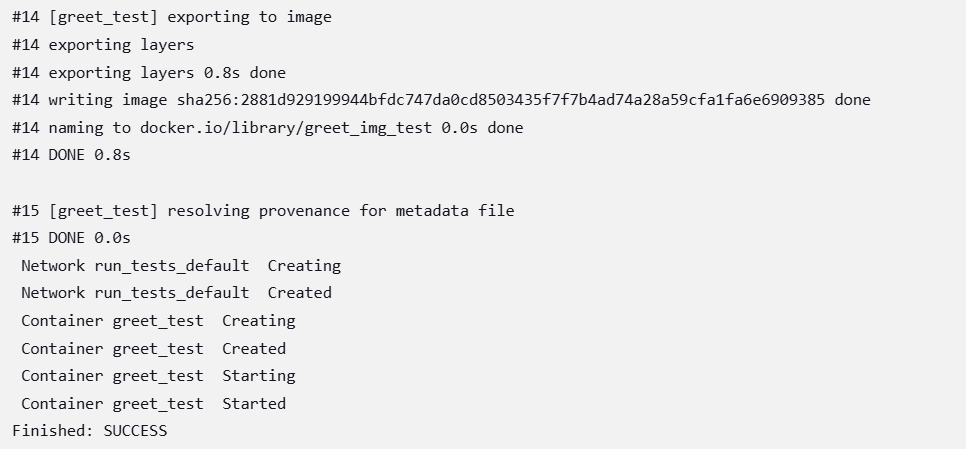 #14 [greet_test] exporting to image
#14 exporting layers
#14 exporting layers 0.8s done
#14 writing image sha256:2881d929199944bfdc747da0cd8503435f7f7b4ad74a28a59cfa1fa6e6909385 done
#14 naming to docker.io/library/greet_img_test 0.0s done
#14 DONE 0.8s
#15 [greet_test] resolving provenance for metadata file
#15 DONE 0.0s
Network run_tests_default  Creating
Network run_tests_default  Created
Container greet_test  Creating
Container greet_test  Created
Container greet_test  Starting
Container greet_test  Started
Finished: SUCCESS